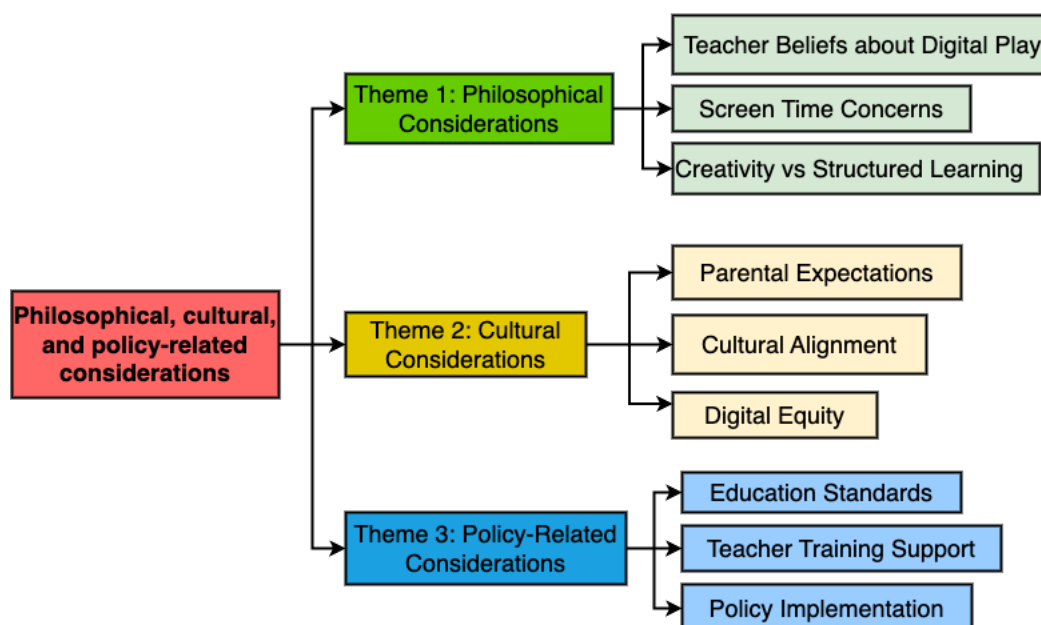 Philosophical, cultural,
and policy-related
considerations
Theme 1: Philosophical
Considerations
Teacher Beliefs about Digital Play
Screen Time Concerns
Creativity vs Structured Learning
Theme 2: Cultural
Considerations
Parental Expectations
Cultural Alignment
Digital Equity
Theme 3: Policy-Related
Considerations
Education Standards
Teacher Training Support
Policy Implementation